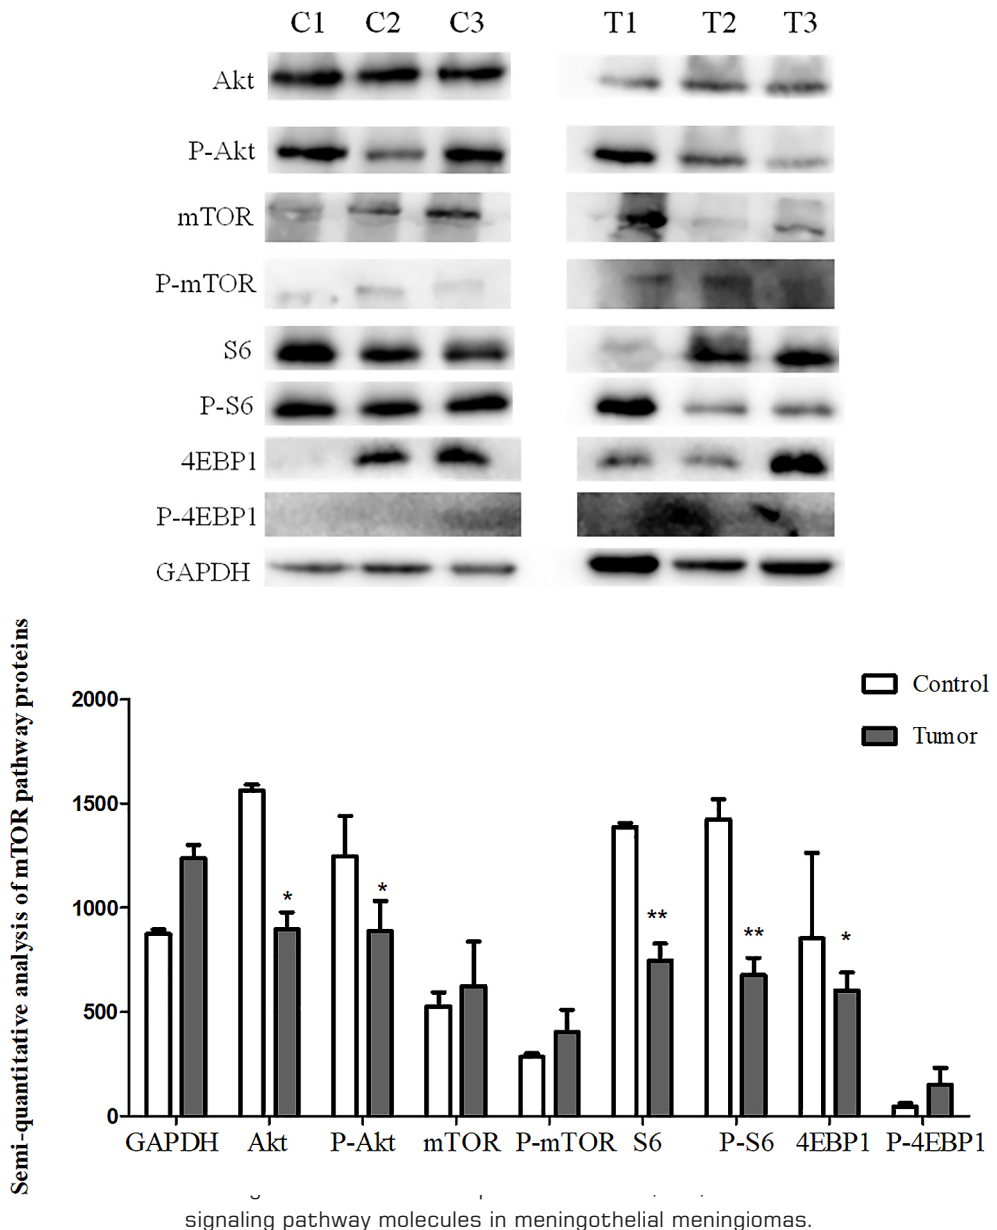 C1 C2 C3 T1 T2 T3
Akt
P-Akt
mTOR
P-mTOR
S6
P-S6
4EBP1
P-4EBP1
GAPDH
Semi-quantitative analysis of mTOR pathway proteins
Control
Tumor
2000
1500
1000
500
0
* * ** ** *
GAPDH Akt P-Akt mTOR P-mTOR S6 P-S6 4EBP1 P-4EBP1
signaling pathway molecules in meningothelial meningiomas.